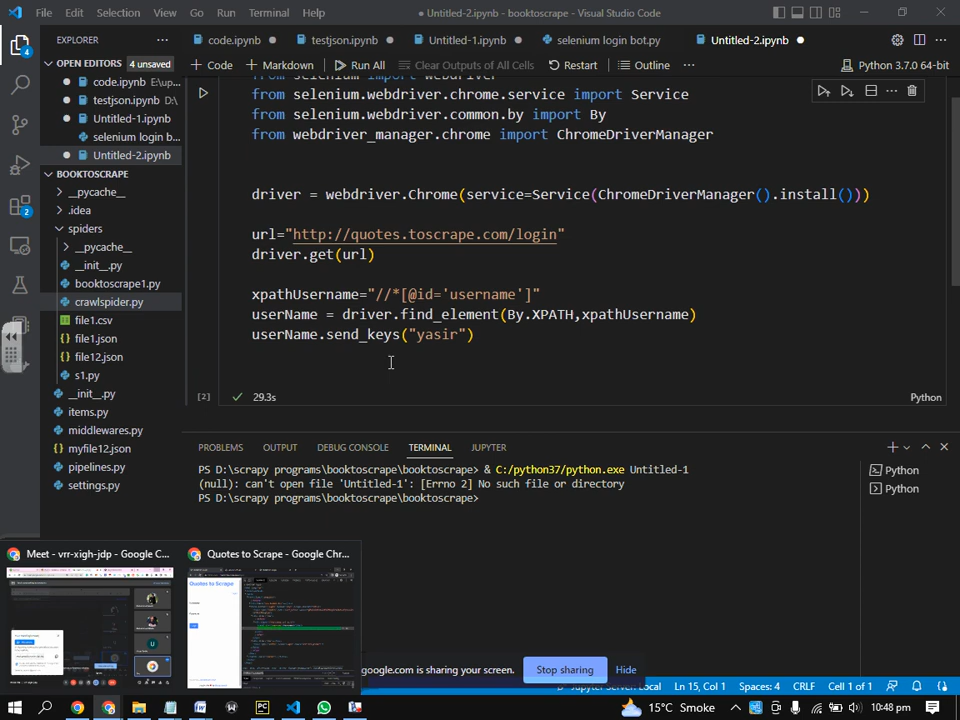 File Edit Selection View Go Run Terminal Help
● Untitled-2.ipynb - booktoscrape - Visual Studio Code
EXPLORER
code.ipynb
testjson.ipynb
Untitled-1.ipynb
selenium login bot.py
Untitled-2.ipynb
OPEN EDITORS 4 unsaved
code.ipynb E:\up...
testjson.ipynb D:\
Untitled-1.ipynb
selenium login b...
Untitled-2.ipynb
BOOKTOSCRAPE
__pycache__
.idea
spiders
__pycache__
__init__.py
booktoscrape1.py
crawlspider.py
file1.csv
file1.json
file12.json
s1.py
__init__.py
items.py
middlewares.py
myfile12.json
pipelines.py
settings.py
4
2
+ Code + Markdown Run All Clear Outputs of All Cells Restart Outline ··· Python 3.7.0 64-bit
from selenium import webdriver
from selenium.webdriver.chrome.service import Service
from selenium.webdriver.common.by import By
from webdriver_manager.chrome import ChromeDriverManager
driver = webdriver.Chrome(service=Service(ChromeDriverManager().install()))
url="http://quotes.toscrape.com/login"
driver.get(url)
xpathUsername="//*[@id='username']"
userName = driver.find_element(By.XPATH,xpathUsername)
userName.send_keys("yasir")
[2] 29.3s Python
PROBLEMS OUTPUT DEBUG CONSOLE TERMINAL JUPYTER
PS D:\scrapy programs\booktoscrape\booktoscrape> & C:/python37/python.exe Untitled-1
(null): can't open file 'Untitled-1': [Errno 2] No such file or directory
PS D:\scrapy programs\booktoscrape\booktoscrape>
Python
Python
Meet - vrr-xigh-jdp - Google C...
Quotes to Scrape - Google Chr...
Quotes to Scrape
google.com is sharing your screen. Stop sharing Hide
Jupyter Server: Local Ln 15, Col 1 Spaces: 4 CRLF Cell 1 of 1
15°C Smoke 10:48 pm